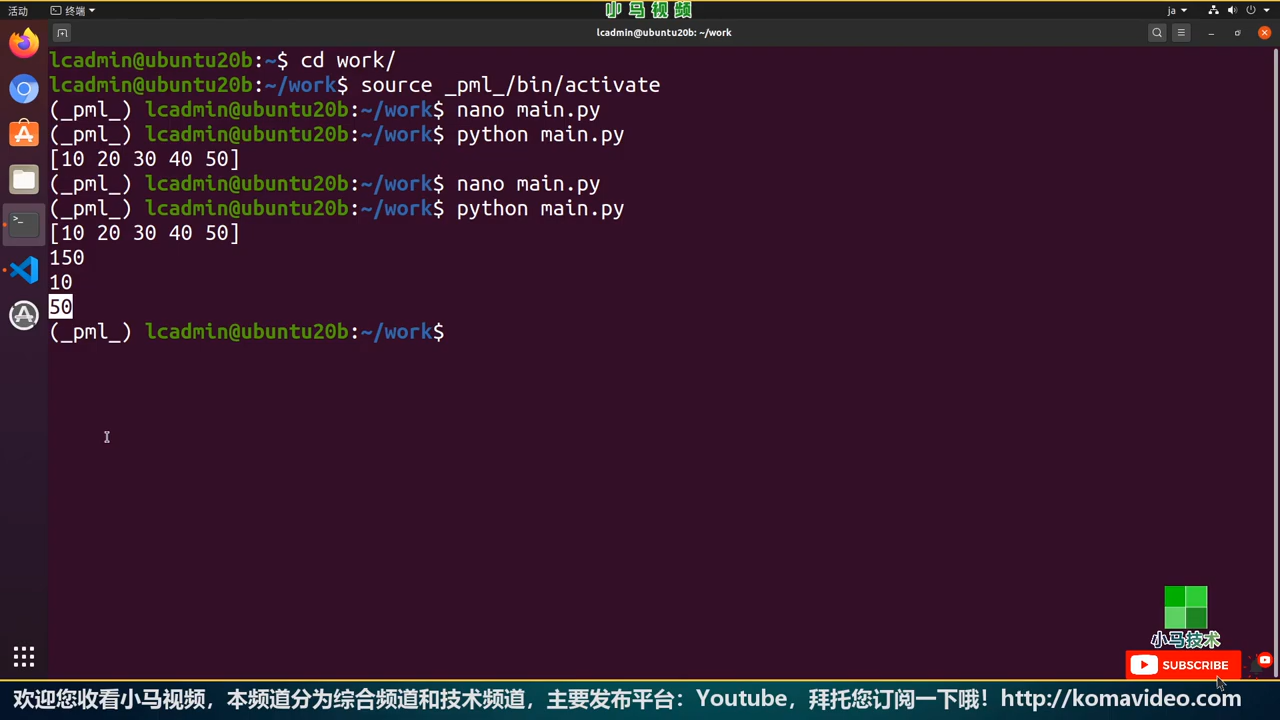 活动
终端
小马视频
ja
lcadmin@ubuntu20b: ~/work
lcadmin@ubuntu20b:~$ cd work/
lcadmin@ubuntu20b:~/work$ source _pml_/bin/activate
(_pml_) lcadmin@ubuntu20b:~/work$ nano main.py
(_pml_) lcadmin@ubuntu20b:~/work$ python main.py
[10 20 30 40 50]
(_pml_) lcadmin@ubuntu20b:~/work$ nano main.py
(_pml_) lcadmin@ubuntu20b:~/work$ python main.py
[10 20 30 40 50]
150
10
50
(_pml_) lcadmin@ubuntu20b:~/work$
小马技术
SUBSCRIBE
欢迎您收看小马视频，本频道分为综合频道和技术频道，主要发布平台：Youtube，拜托您订阅一下哦！http://komavideo.com